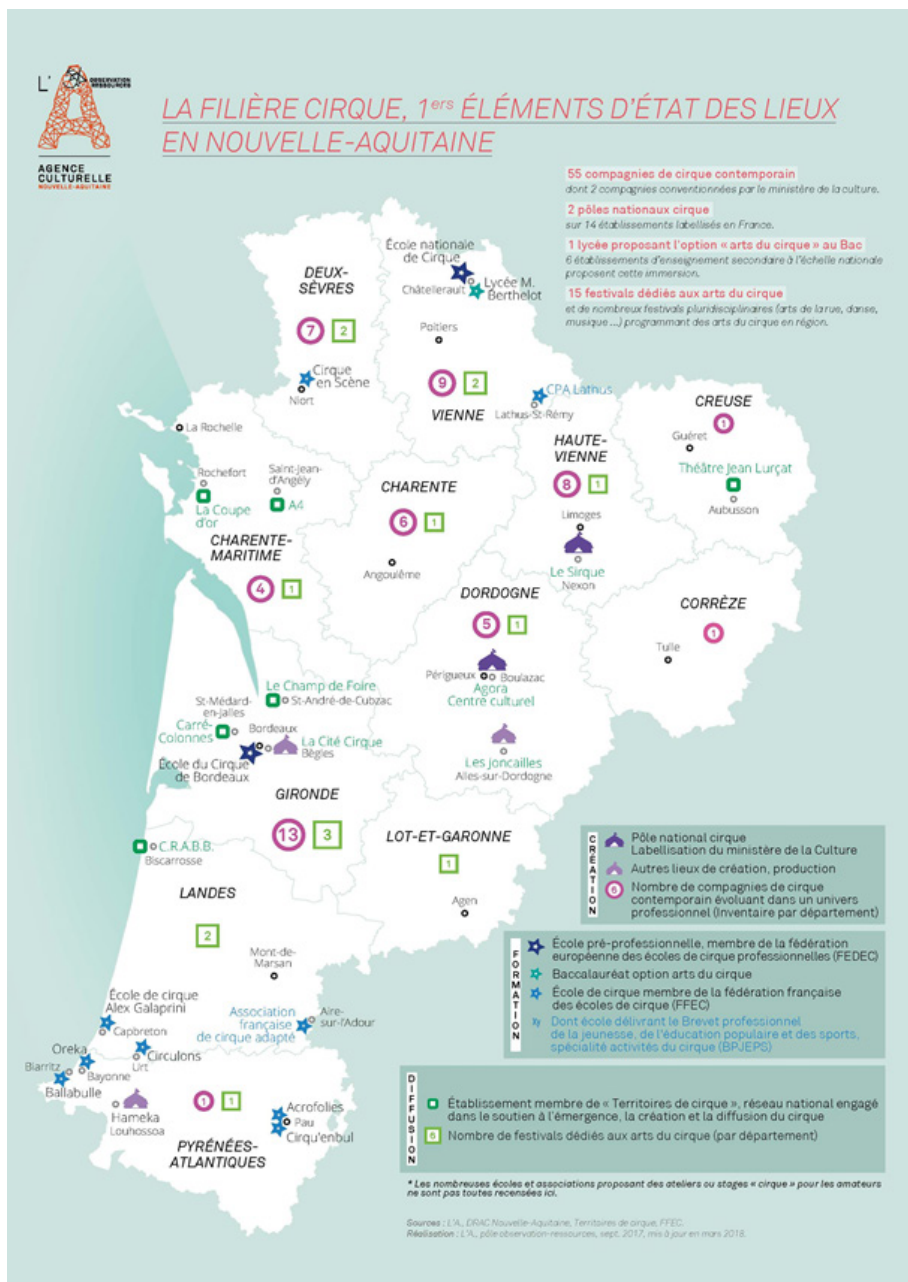 L'
OBSERVATION
RESSOURCES
AGENCE
CULTURELLE
NOUVELLE-AQUITAINE
LA FILIÈRE CIRQUE, 1ers ÉLÉMENTS D'ÉTAT DES LIEUX
EN NOUVELLE-AQUITAINE
55 compagnies de cirque contemporain
dont 2 compagnies conventionnées par le ministère de la culture.
2 pôles nationaux cirque
sur 14 établissements labellisés en France.
1 lycée proposant l'option « arts du cirque » au Bac
6 établissements d'enseignement secondaire à l'échelle nationale
proposent cette immersion.
15 festivals dédiés aux arts du cirque
et de nombreux festivals pluridisciplinaires (arts de la rue, danse,
musique ...) programmant des arts du cirque en région.
École nationale
de Cirque
Châtellerault
Lycée M.
Berthelot
DEUX-
SÈVRES
7
2
Cirque
en Scène
Niort
Poitiers
9
2
VIENNE
CPA Lathus
Lathus-St-Rémy
CREUSE
1
Guéret
Théâtre Jean Lurçat
Aubusson
HAUTE-
VIENNE
8
1
Limoges
Le Sirque
Nexon
La Rochelle
Rochefort
La Coupe
d'or
Saint-Jean-
d'Angély
A4
CHARENTE-
MARITIME
4
1
CHARENTE
6
1
Angoulême
DORDOGNE
5
1
Périgueux
Boulazac
Agora
Centre culturel
Les Joncailles
Alles-sur-Dordogne
CORRÈZE
1
Tulle
Le Champ de Foire
St-André-de-Cubzac
St-Médard-
en-Jalles
Carré-
Colonnes
Bordeaux
La Cité Cirque
Bègles
École du Cirque
de Bordeaux
GIRONDE
13
3
LOT-ET-GARONNE
1
Agen
C.R.A.B.B.
Biscarrosse
LANDES
2
Mont-de-
Marsan
École de cirque
Alex Galaprini
Capbreton
Association
française
de cirque adapté
Aire-
sur-l'Adour
Oreka
Biarritz
Bayonne
Ballabulle
Circulons
Urt
Hameka
Louhossoa
1
1
Acrofolies
Pau
Cirqu'enbul
PYRÉNÉES-
ATLANTIQUES
CRÉATION
Pôle national cirque
Labellisation du ministère de la Culture
Autres lieux de création, production
6
Nombre de compagnies de cirque
contemporain évoluant dans un univers
professionnel (Inventaire par département)
FORMATION
École pré-professionnelle, membre de la fédération
européenne des écoles de cirque professionnelles (FEDEC)
Baccalauréat option arts du cirque
École de cirque membre de la fédération française
des écoles de cirque (FFEC)
Dont école délivrant le Brevet professionnel
de la jeunesse, de l'éducation populaire et des sports,
spécialité activités du cirque (BPJEPS)
DIFFUSION
Établissement membre de « Territoires de cirque », réseau national engagé
dans le soutien à l'émergence, la création et la diffusion du cirque
6
Nombre de festivals dédiés aux arts du cirque (par département)
* Les nombreuses écoles et associations proposant des ateliers ou stages « cirque » pour les amateurs
ne sont pas toutes recensées ici.
Sources : L'A., DRAC Nouvelle-Aquitaine, Territoires de cirque, FFEC.
Réalisation : L'A., pôle observation-ressources, sept. 2017, mis à jour en mars 2018.